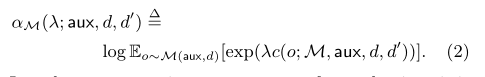 α_ℳ(λ; aux, d, d′) ≜
log 𝔼_{o∼ℳ(aux,d)}[exp(λc(o; ℳ, aux, d, d′))]. (2)